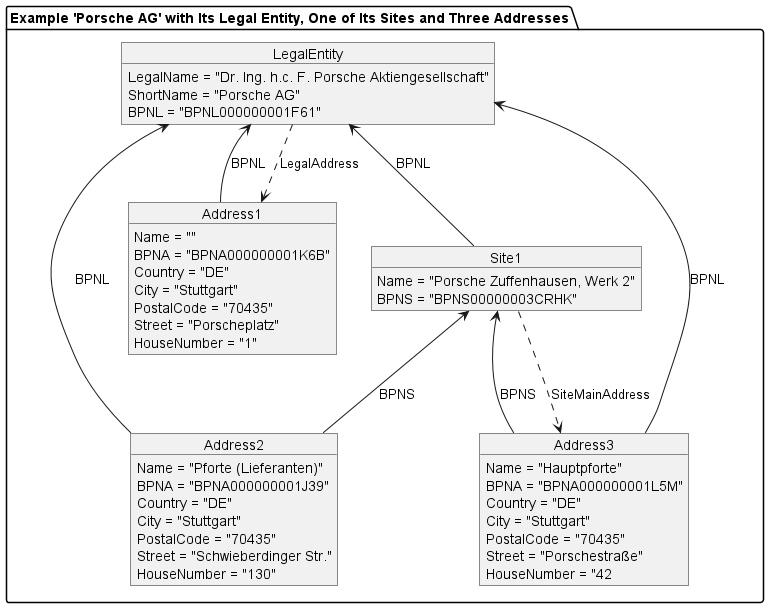 Example 'Porsche AG' with Its Legal Entity, One of Its Sites and Three Addresses
LegalEntity
LegalName = "Dr. Ing. h.c. F. Porsche Aktiengesellschaft"
ShortName = "Porsche AG"
BPNL = "BPNL000000001F61"
BPNL
LegalAddress
BPNL
Address1
Name = ""
BPNA = "BPNA000000001K6B"
Country = "DE"
City = "Stuttgart"
PostalCode = "70435"
Street = "Porscheplatz"
HouseNumber = "1"
Site1
Name = "Porsche Zuffenhausen, Werk 2"
BPNS = "BPNS00000003CRHK"
BPNL
BPNL
BPNS
BPNS
SiteMainAddress
Address2
Name = "Pforte (Lieferanten)"
BPNA = "BPNA000000001J39"
Country = "DE"
City = "Stuttgart"
PostalCode = "70435"
Street = "Schwieberdinger Str."
HouseNumber = "130"
Address3
Name = "Hauptpforte"
BPNA = "BPNA000000001L5M"
Country = "DE"
City = "Stuttgart"
PostalCode = "70435"
Street = "Porschestraße"
HouseNumber = "42